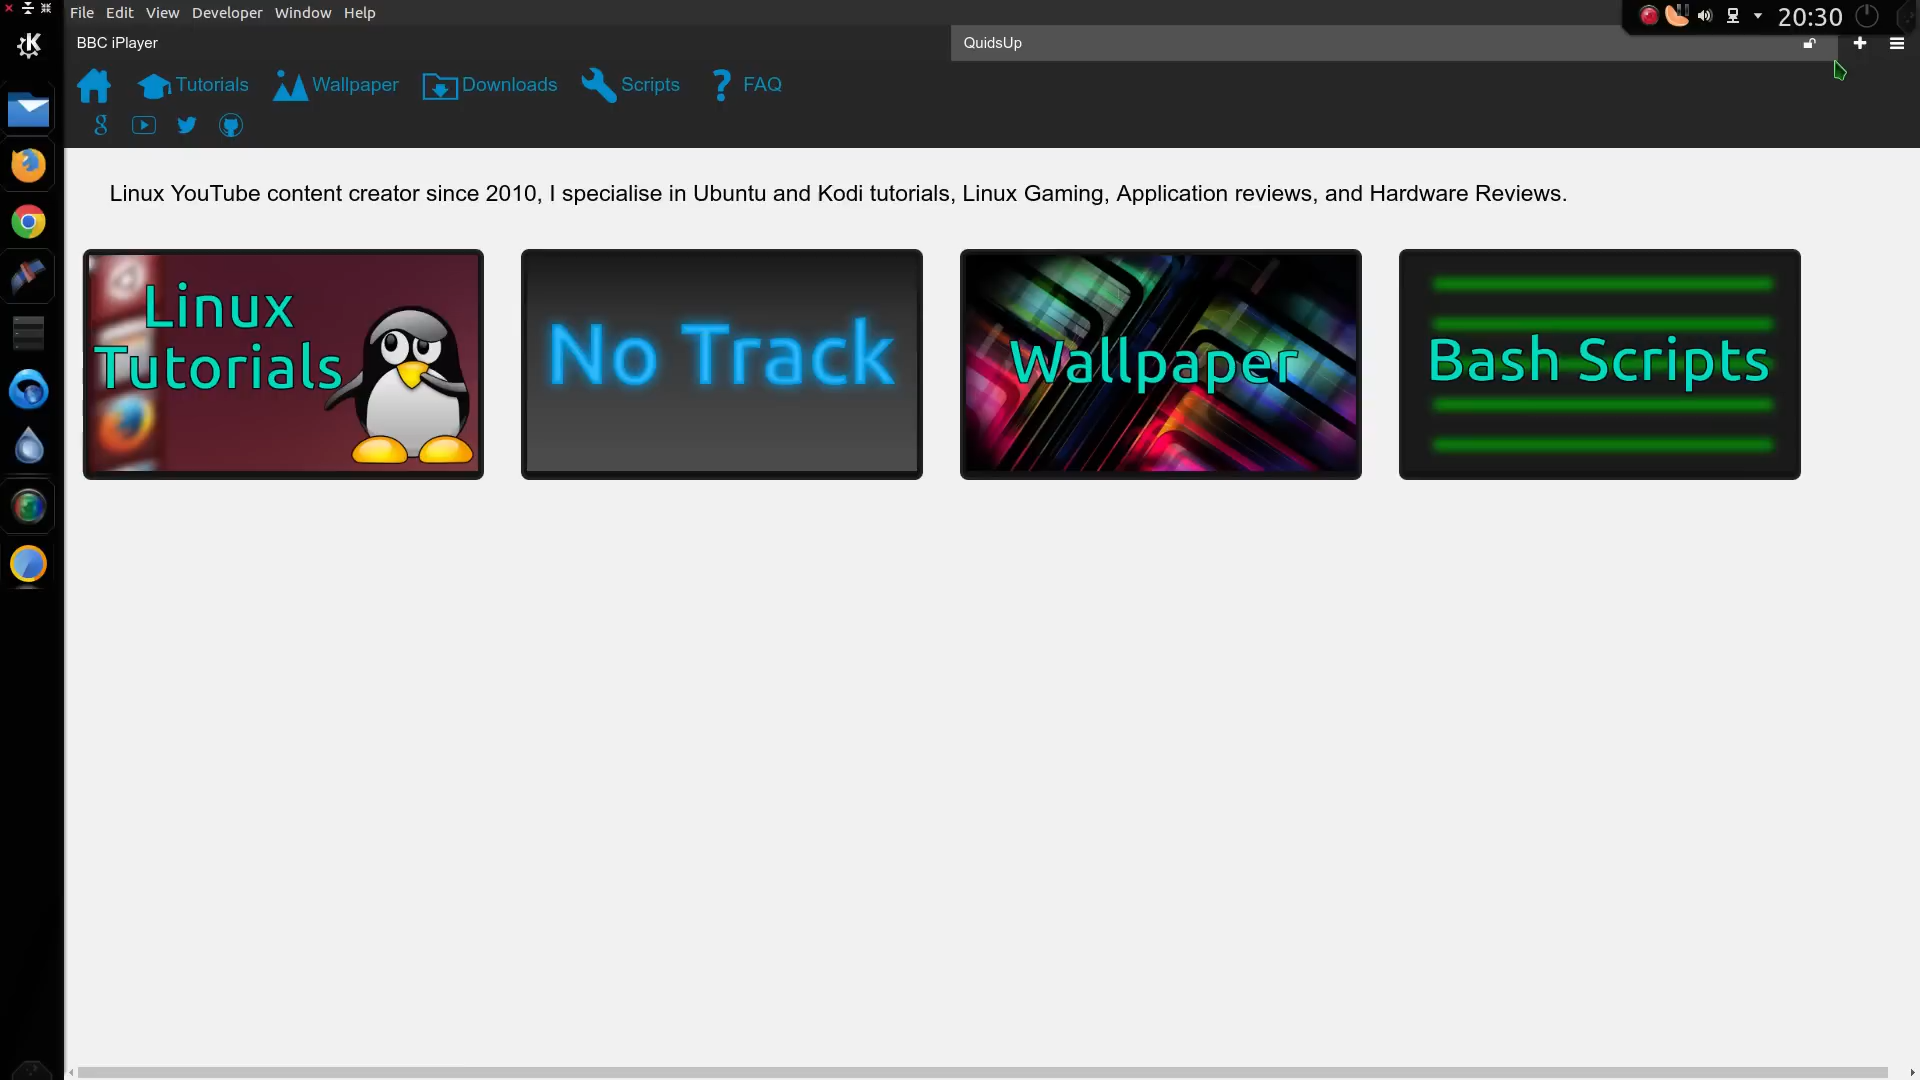 File Edit View Developer Window Help
20:30
BBC iPlayer
QuidsUp
Tutorials Wallpaper Downloads Scripts FAQ
Linux YouTube content creator since 2010, I specialise in Ubuntu and Kodi tutorials, Linux Gaming, Application reviews, and Hardware Reviews.
Linux
Tutorials
No Track
Wallpaper
Bash Scripts